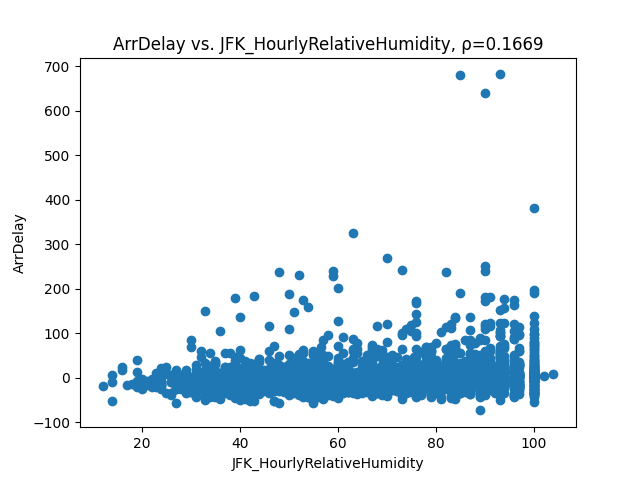 ArrDelay vs. JFK_HourlyRelativeHumidity, ρ=0.1669
700
600
500
400
300
200
100
0
−100
ArrDelay
20 40 60 80 100
JFK_HourlyRelativeHumidity